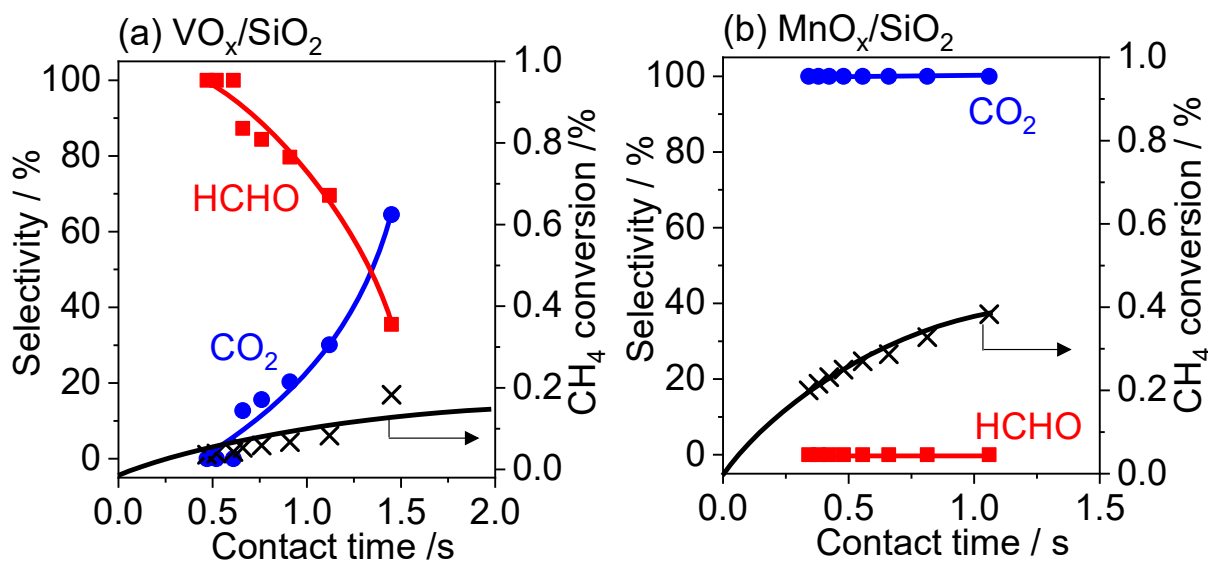 (a) VOₓ/SiO₂
(b) MnOₓ/SiO₂
Selectivity / %
100
80
60
40
20
0
HCHO
CO₂
1.0
0.8
0.6
0.4
0.2
0.0
CH₄ conversion /%
0.0 0.5 1.0 1.5 2.0
Contact time /s
Selectivity / %
100
80
60
40
20
0
CO₂
HCHO
1.0
0.8
0.6
0.4
0.2
0.0
CH₄ conversion / %
0.0 0.5 1.0 1.5
Contact time / s